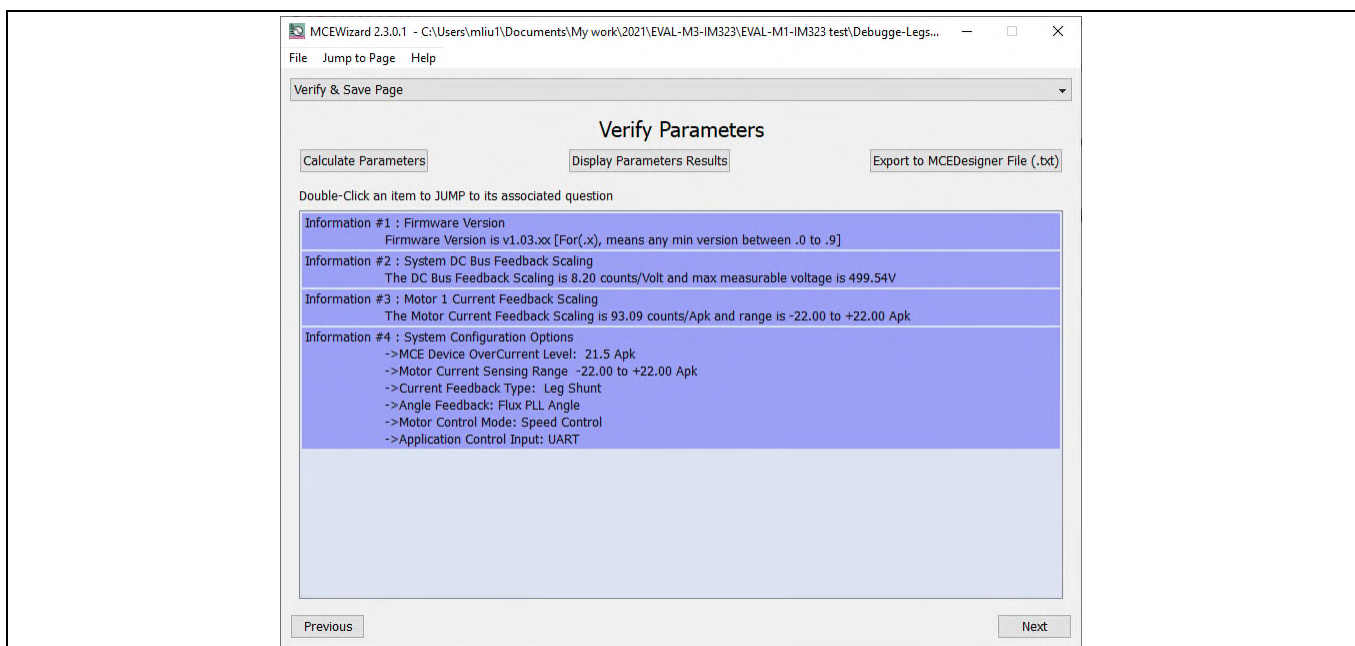 MCEWizard 2.3.0.1 - C:\Users\mliu1\Documents\My work\2021\EVAL-M3-IM323\EVAL-M1-IM323 test\Debugge-Legs...
File Jump to Page Help
Verify & Save Page
Verify Parameters
Calculate Parameters Display Parameters Results Export to MCEDesigner File (.txt)
Double-Click an item to JUMP to its associated question
Information #1 : Firmware Version
Firmware Version is v1.03.xx [For(.x), means any min version between .0 to .9]
Information #2 : System DC Bus Feedback Scaling
The DC Bus Feedback Scaling is 8.20 counts/Volt and max measurable voltage is 499.54V
Information #3 : Motor 1 Current Feedback Scaling
The Motor Current Feedback Scaling is 93.09 counts/Apk and range is -22.00 to +22.00 Apk
Information #4 : System Configuration Options
->MCE Device OverCurrent Level: 21.5 Apk
->Motor Current Sensing Range -22.00 to +22.00 Apk
->Current Feedback Type: Leg Shunt
->Angle Feedback: Flux PLL Angle
->Motor Control Mode: Speed Control
->Application Control Input: UART
Previous Next